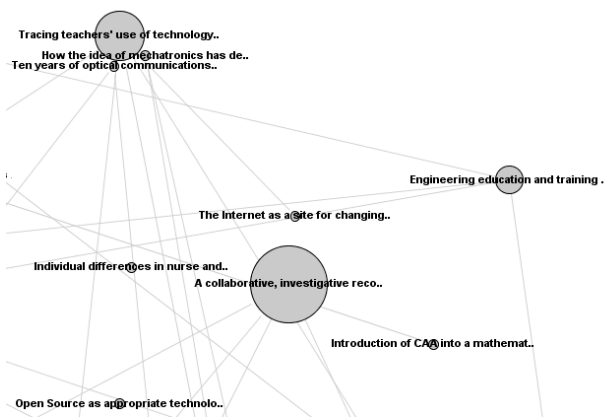 Tracing teachers' use of technology..
How the idea of mechatronics has de..
Ten years of optical communications..
Engineering education and training .
The Internet as a site for changing..
Individual differences in nurse and..
A collaborative, investigative reco..
Introduction of CAA into a mathemat..
Open Source as appropriate technolo..